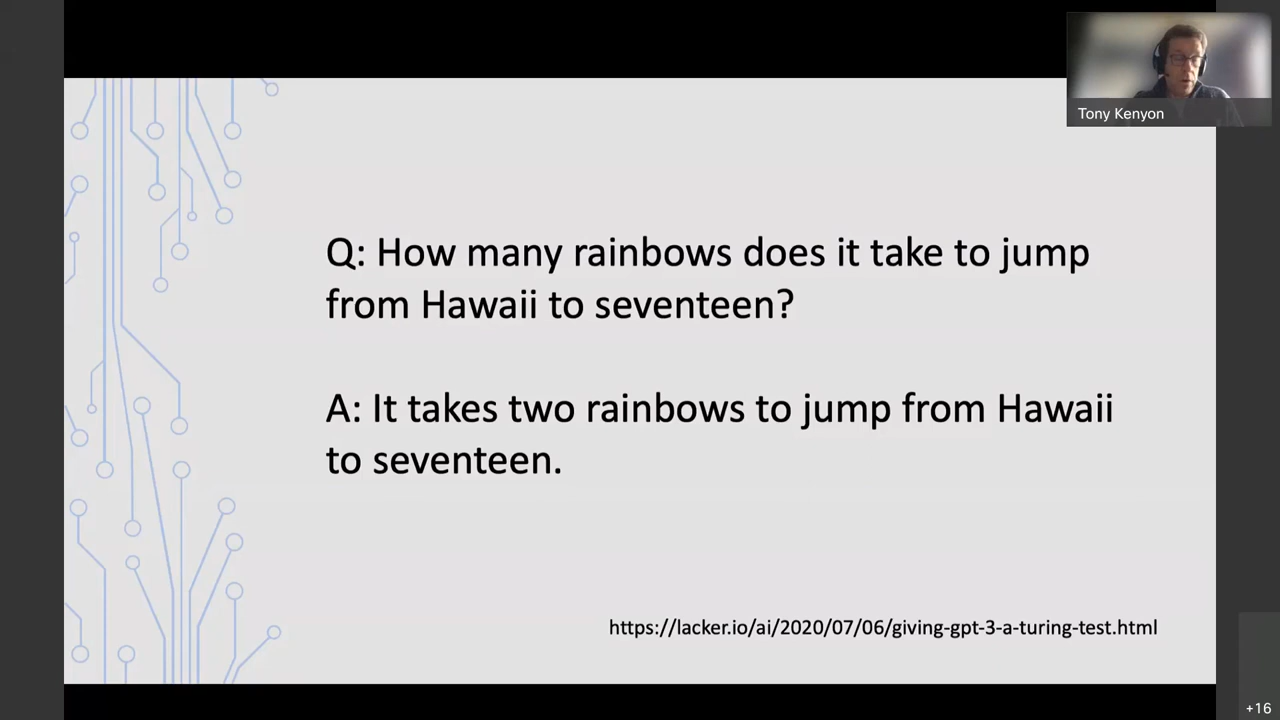 Tony Kenyon
Q: How many rainbows does it take to jump
from Hawaii to seventeen?
A: It takes two rainbows to jump from Hawaii
to seventeen.
https://lacker.io/ai/2020/07/06/giving-gpt-3-a-turing-test.html
+16